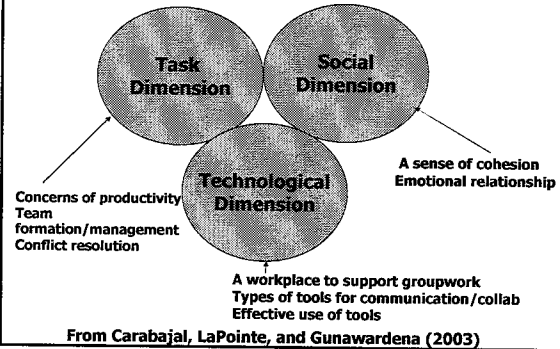 Task
Dimension
Social
Dimension
Technological
Dimension
Concerns of productivity
Team
formation/management
Conflict resolution
A sense of cohesion
Emotional relationship
A workplace to support groupwork
Types of tools for communication/collab
Effective use of tools
From Carabajal, LaPointe, and Gunawardena (2003)